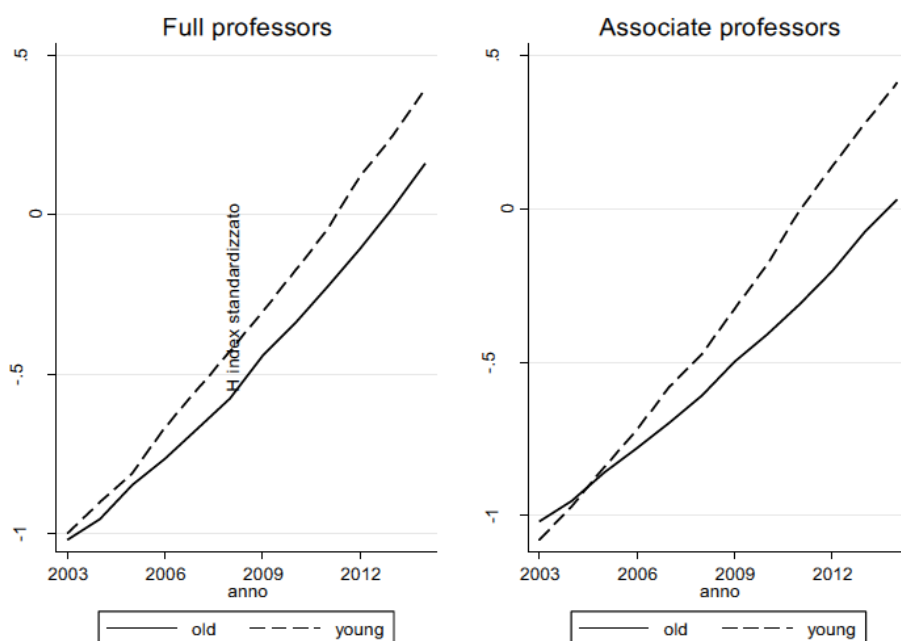 Full professors
.5
0
-.5
-1
H index standardizzato
2003 2006 2009 2012
anno
old young
Associate professors
.5
0
-.5
-1
2003 2006 2009 2012
anno
old young